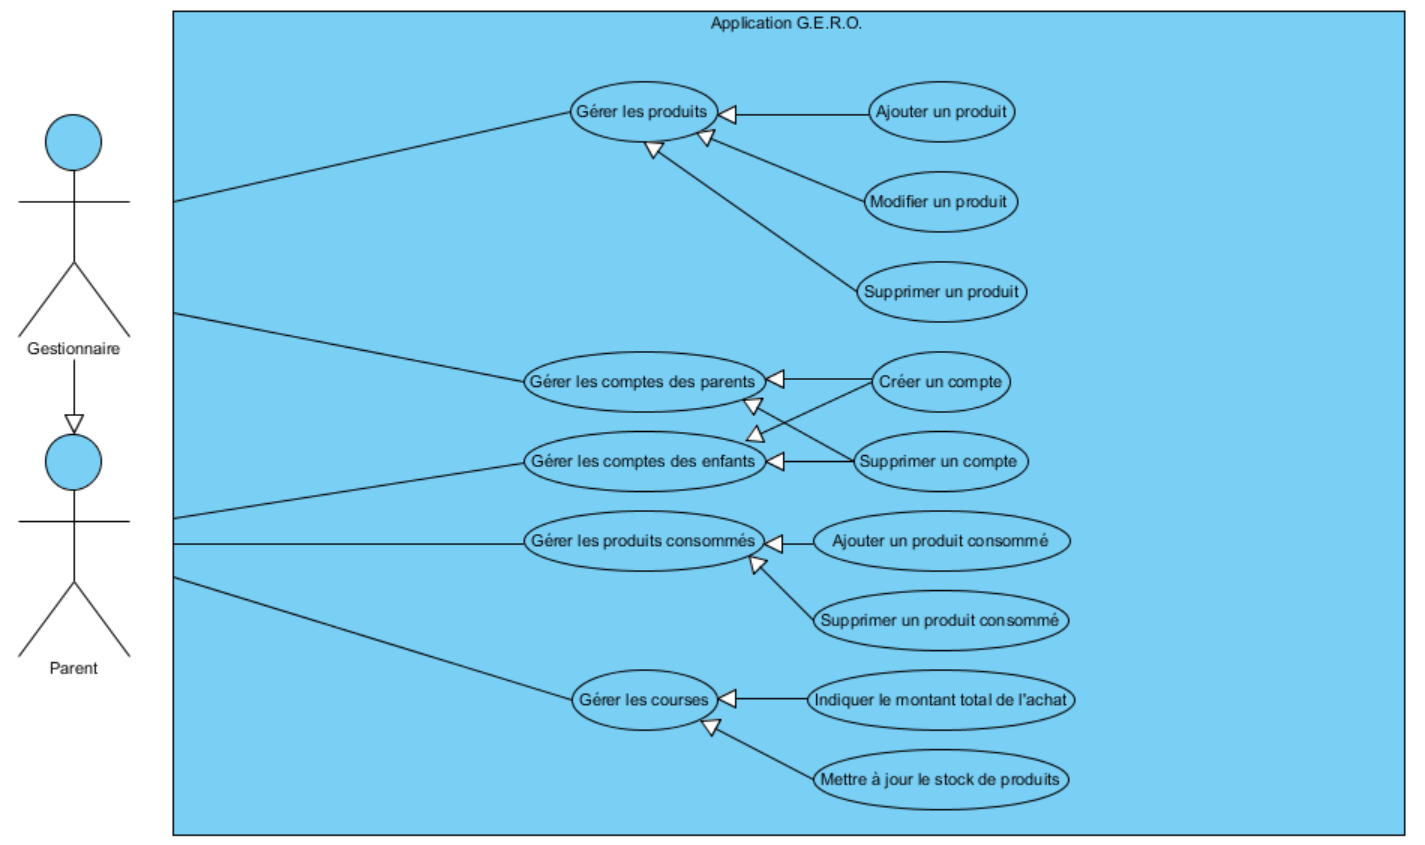 Application G.E.R.O.
Gérer les produits
Ajouter un produit
Modifier un produit
Supprimer un produit
Gestionnaire
Gérer les comptes des parents
Créer un compte
Gérer les comptes des enfants
Supprimer un compte
Gérer les produits consommés
Ajouter un produit consommé
Supprimer un produit consommé
Parent
Gérer les courses
Indiquer le montant total de l'achat
Mettre à jour le stock de produits